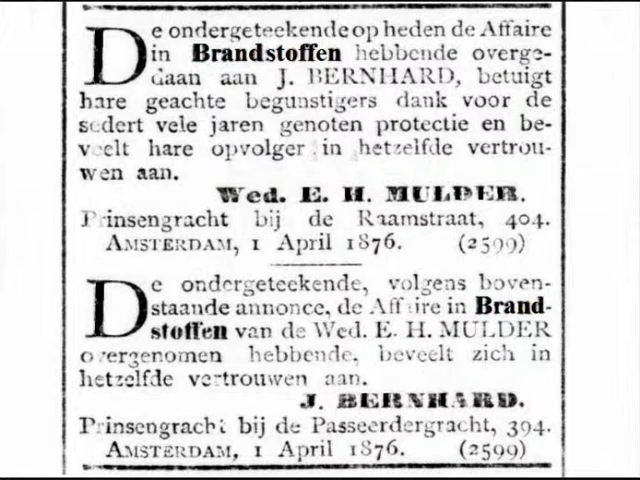 De ondergeteekende op heden de Affaire
in Brandstoffen hebbende overge-
daan aan J. BERNHARD, betuigt
hare geachte begunstigers dank voor de
sedert vele jaren genoten protectie en be-
veelt hare opvolger in hetzelfde vertrou-
wen aan.
Wed. E. H. MULDER.
Prinsengracht bij de Raamstraat, 404.
AMSTERDAM, 1 April 1876. (2599)
De ondergeteekende, volgens boven-
staande annonce, de Affaire in Brand-
stoffen van de Wed. E. H. MULDER
overgenomen hebbende, beveelt zich in
hetzelfde vertrouwen aan.
J. BERNHARD.
Prinsengracht bij de Passeerdergracht, 394.
AMSTERDAM, 1 April 1876. (2599)